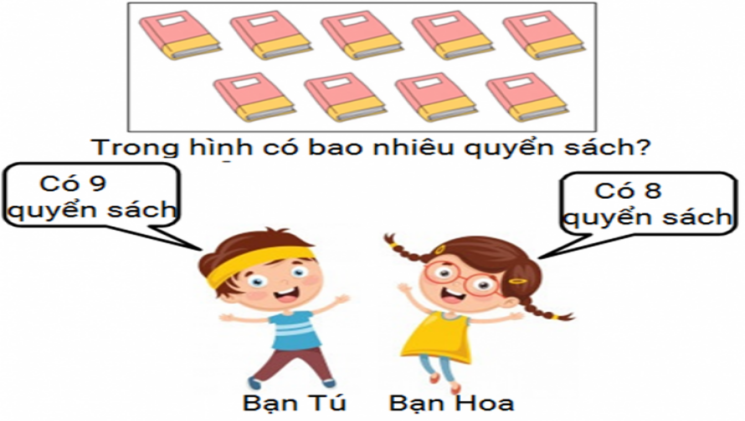 Trong hình có bao nhiêu quyển sách?
Có 9
quyển sách
Có 8
quyển sách
Bạn Tú
Bạn Hoa